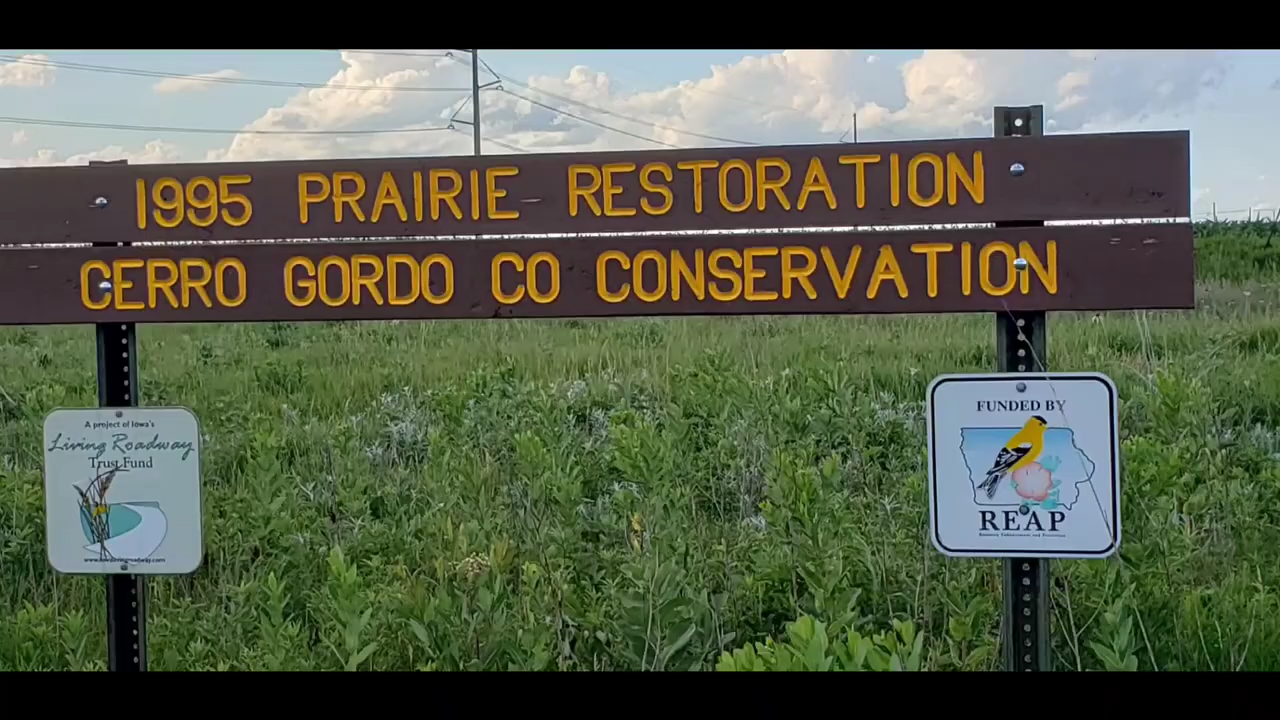 1995 PRAIRIE RESTORATION
CERRO GORDO CO CONSERVATION
A project of Iowa's
Living Roadway
Trust Fund
FUNDED BY
REAP